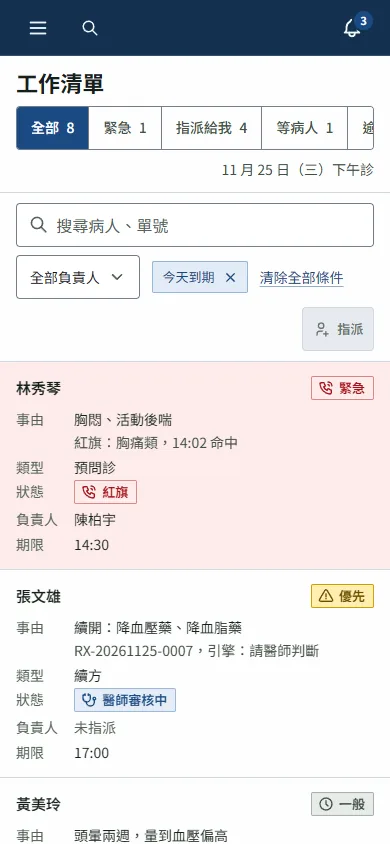 3
工作清單
全部 8 緊急 1 指派給我 4 等病人 1 逾
11 月 25 日（三）下午診
搜尋病人、單號
全部負責人 今天到期 清除全部條件
指派
林秀琴 緊急
事由 胸悶、活動後喘
紅旗：胸痛類，14:02 命中
類型 預問診
狀態 紅旗
負責人 陳柏宇
期限 14:30
張文雄 優先
事由 續開：降血壓藥、降血脂藥
RX-20261125-0007，引擎：請醫師判斷
類型 續方
狀態 醫師審核中
負責人 未指派
期限 17:00
黃美玲 一般
事由 頭暈兩週，量到血壓偏高